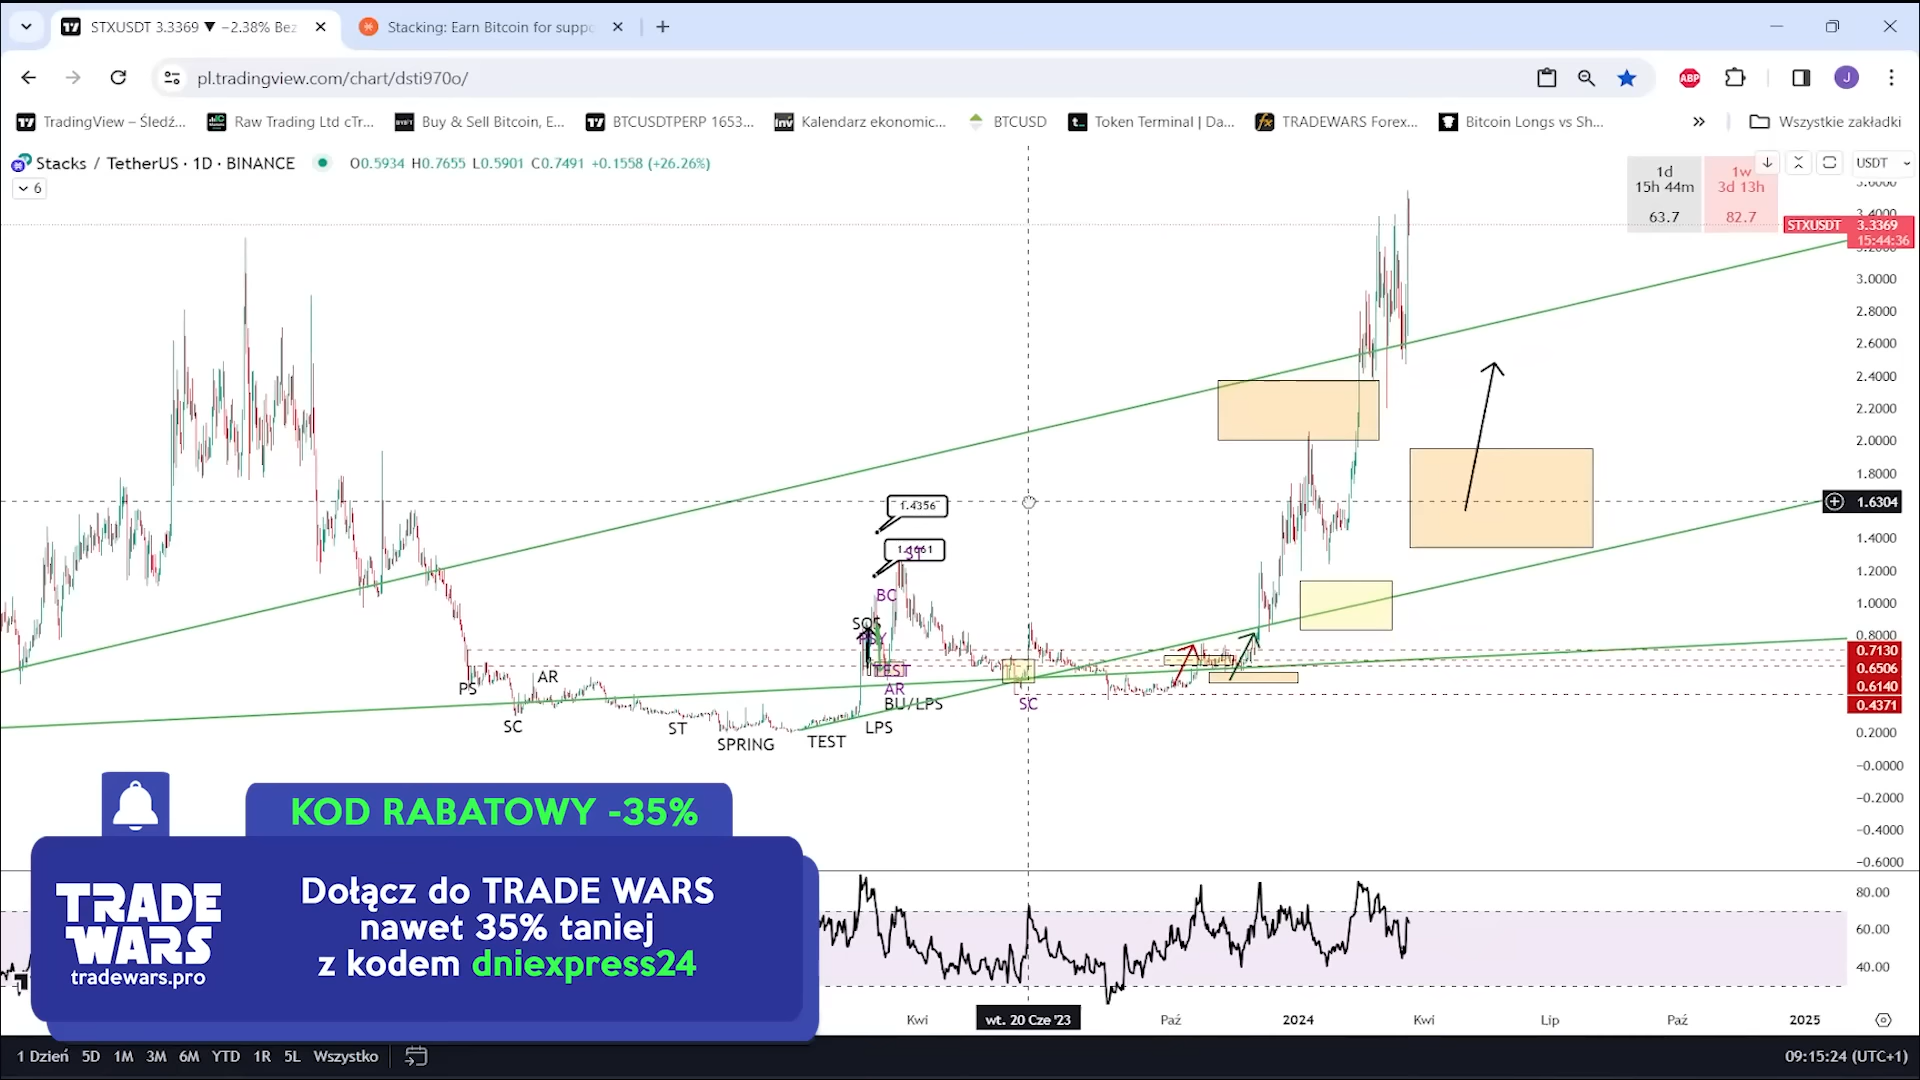 STXUSDT 3.3369 ▼ −2.38% Bez
Stacking: Earn Bitcoin for suppo
pl.tradingview.com/chart/dsti970o/
ABP
J
TradingView – Śledź...
Raw Trading Ltd cTr...
Buy & Sell Bitcoin, E...
BTCUSDTPERP 1653...
Kalendarz ekonomic...
BTCUSD
Token Terminal | Da...
TRADEWARS Forex...
Bitcoin Longs vs Sh...
Wszystkie zakładki
Stacks / TetherUS · 1D · BINANCE
O0.5934 H0.7655 L0.5901 C0.7491 +0.1558 (+26.26%)
6
1d
15h 44m
63.7
1w
3d 13h
82.7
USDT
3.6000
3.4000
STXUSDT 3.3369
15:44:36
3.2000
3.0000
2.8000
2.6000
2.4000
2.2000
2.0000
1.8000
1.6304
1.4000
1.2000
1.0000
0.8000
0.7130
0.6506
0.6140
0.4371
0.2000
−0.0000
−0.2000
−0.4000
−0.6000
80.00
60.00
40.00
1.4356
ST
BC
SOS
TEST
AR
BU/LPS
LPS
SC
PS
AR
SC
ST
SPRING
TEST
KOD RABATOWY -35%
TRADE
WARS
tradewars.pro
Dołącz do TRADE WARS
nawet 35% taniej
z kodem dniexpress24
Kwi
wt. 20 Cze '23
Paź
2024
Kwi
Lip
Paź
2025
1 Dzień 5D 1M 3M 6M YTD 1R 5L Wszystko
09:15:24 (UTC+1)